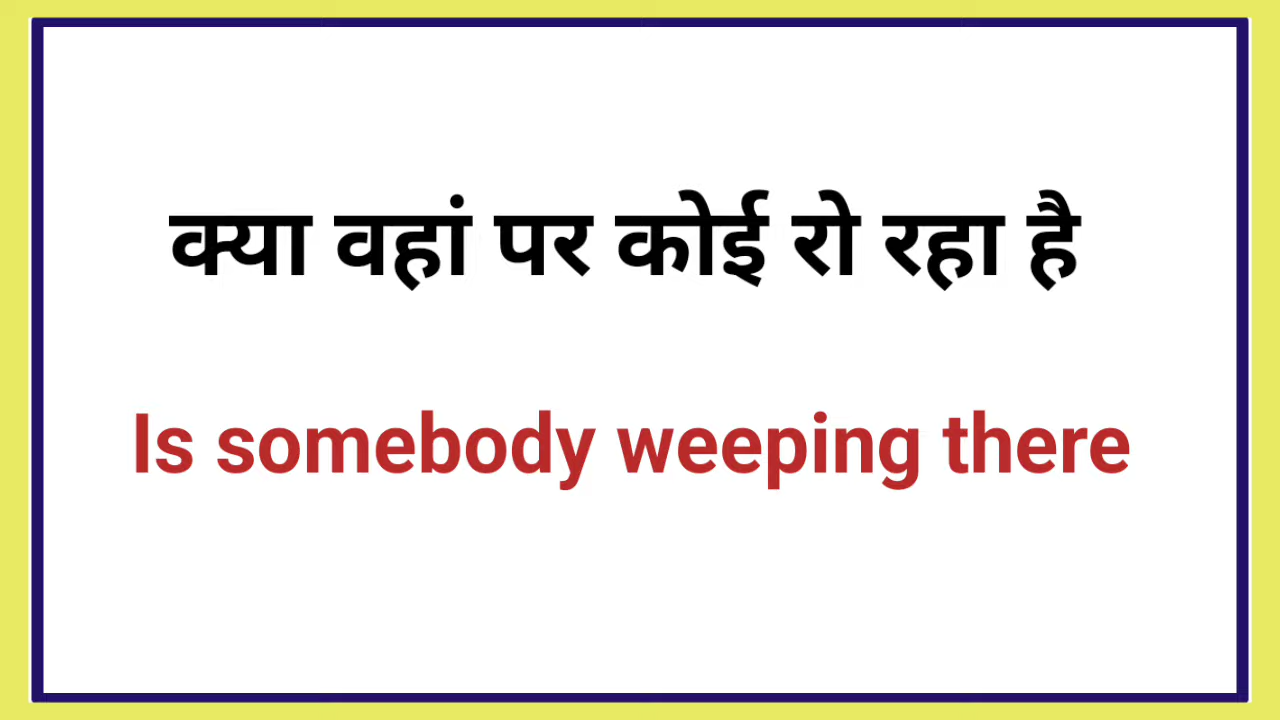 क्या वहां पर कोई रो रहा है
Is somebody weeping there